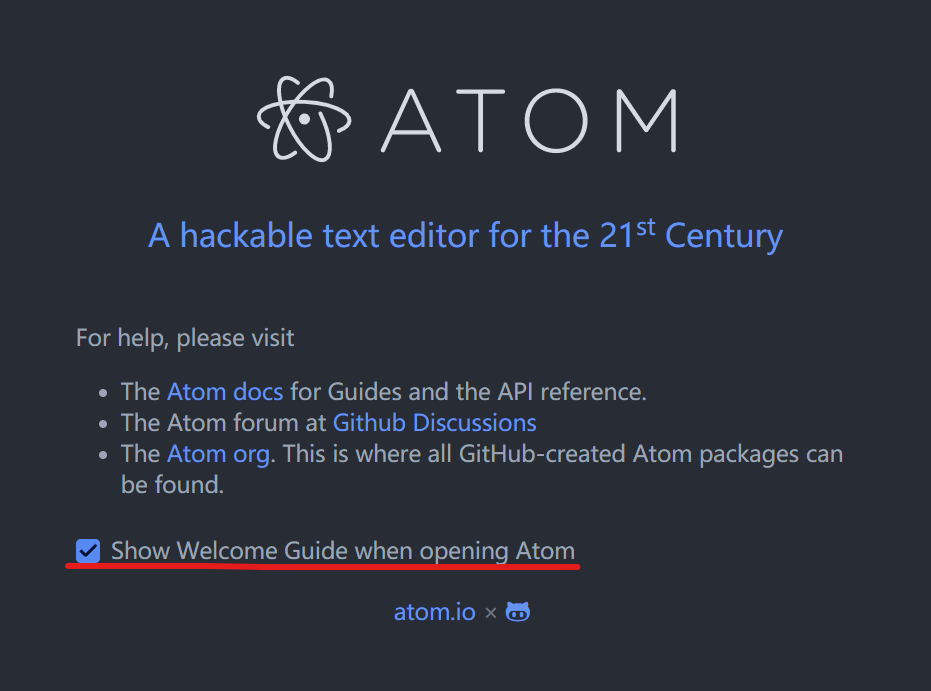 ATOM
A hackable text editor for the 21st Century
For help, please visit
The Atom docs for Guides and the API reference.
The Atom forum at Github Discussions
The Atom org. This is where all GitHub-created Atom packages can
be found.
Show Welcome Guide when opening Atom
atom.io ×